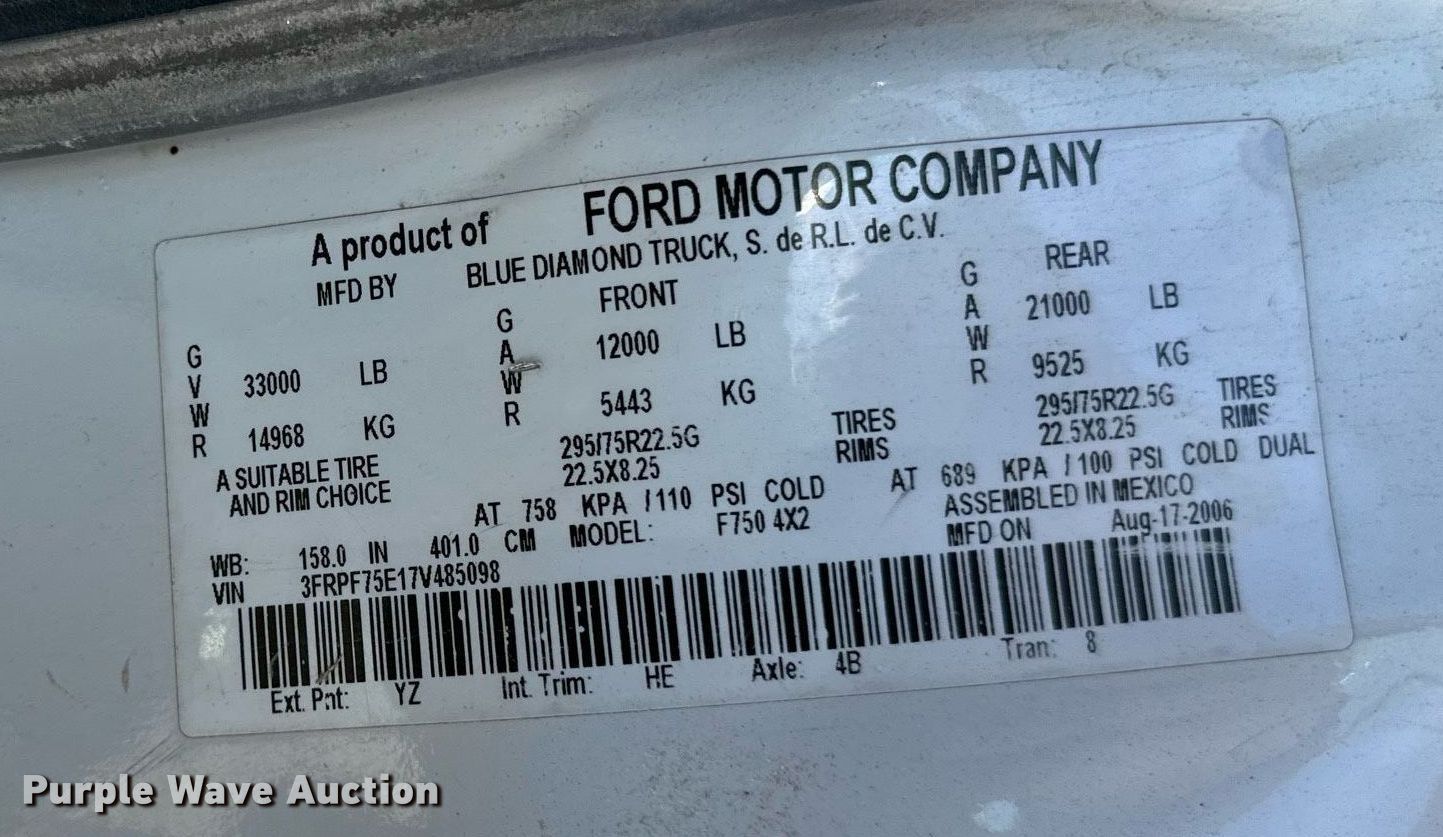 A product of FORD MOTOR COMPANY
MFD BY BLUE DIAMOND TRUCK, S. de R.L. de C.V.
GVWR 33000 LB
14968 KG
GAWR FRONT 12000 LB
5443 KG
GAWR REAR 21000 LB
9525 KG
A SUITABLE TIRE 295/75R22.5G TIRES 295/75R22.5G TIRES
AND RIM CHOICE 22.5X8.25 RIMS 22.5X8.25 RIMS
AT 758 KPA / 110 PSI COLD AT 689 KPA / 100 PSI COLD DUAL
WB: 158.0 IN 401.0 CM MODEL: F750 4X2 ASSEMBLED IN MEXICO
VIN 3FRPF75E17V485098 MFD ON Aug-17-2006
Ext. Pnt: YZ Int. Trim: HE Axle: 4B Tran: 8
Purple Wave Auction